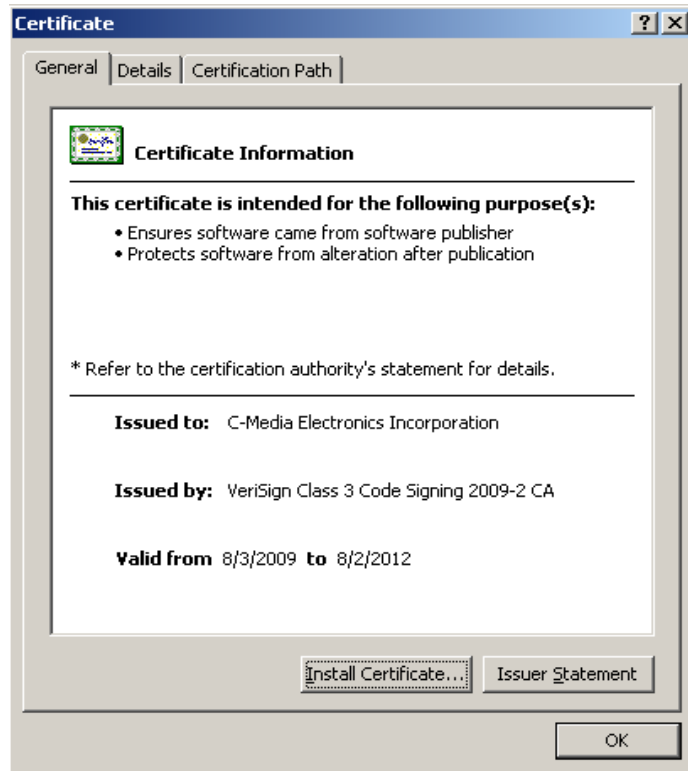 Certificate
General Details Certification Path
Certificate Information
This certificate is intended for the following purpose(s):
• Ensures software came from software publisher
• Protects software from alteration after publication
* Refer to the certification authority's statement for details.
Issued to: C-Media Electronics Incorporation
Issued by: VeriSign Class 3 Code Signing 2009-2 CA
Valid from 8/3/2009 to 8/2/2012
Install Certificate... Issuer Statement
OK